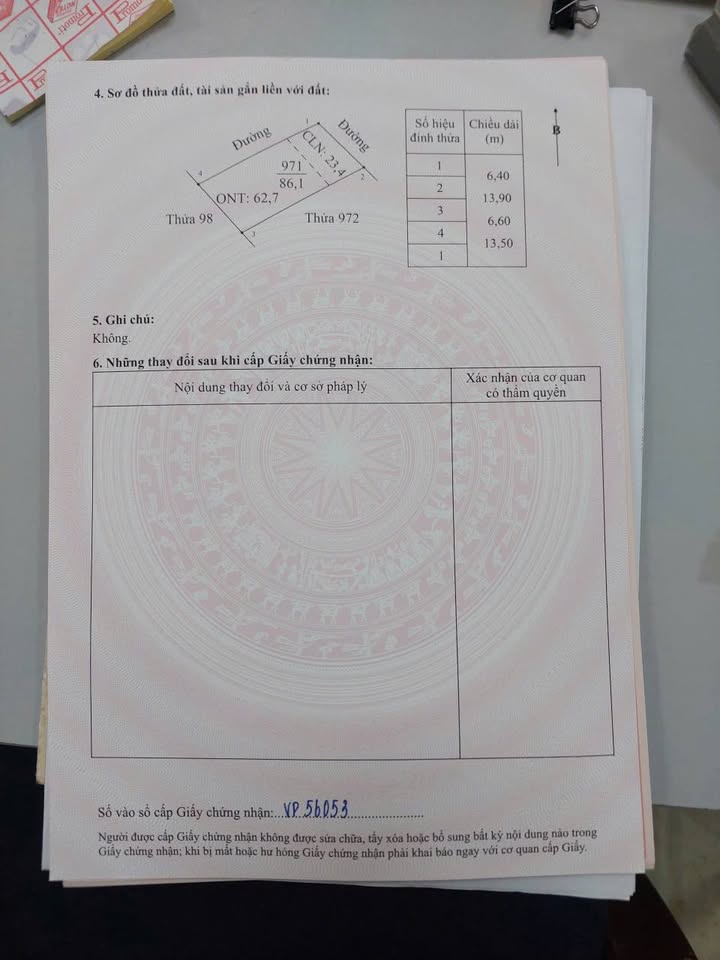 4. Sơ đồ thửa đất, tài sản gắn liền với đất:
Đường
1
Đường
CLN: 23,4
2
4
971
86,1
ONT: 62,7
Thửa 98
Thửa 972
3
Số hiệu đỉnh thửa
Chiều dài (m)
B
1
6,40
2
13,90
3
6,60
4
13,50
1
5. Ghi chú:
Không.
6. Những thay đổi sau khi cấp Giấy chứng nhận:
Nội dung thay đổi và cơ sở pháp lý
Xác nhận của cơ quan
có thẩm quyền
Số vào sổ cấp Giấy chứng nhận:...VP 56053
Người được cấp Giấy chứng nhận không được sửa chữa, tẩy xóa hoặc bổ sung bất kỳ nội dung nào trong
Giấy chứng nhận; khi bị mất hoặc hư hỏng Giấy chứng nhận phải khai báo ngay với cơ quan cấp Giấy.